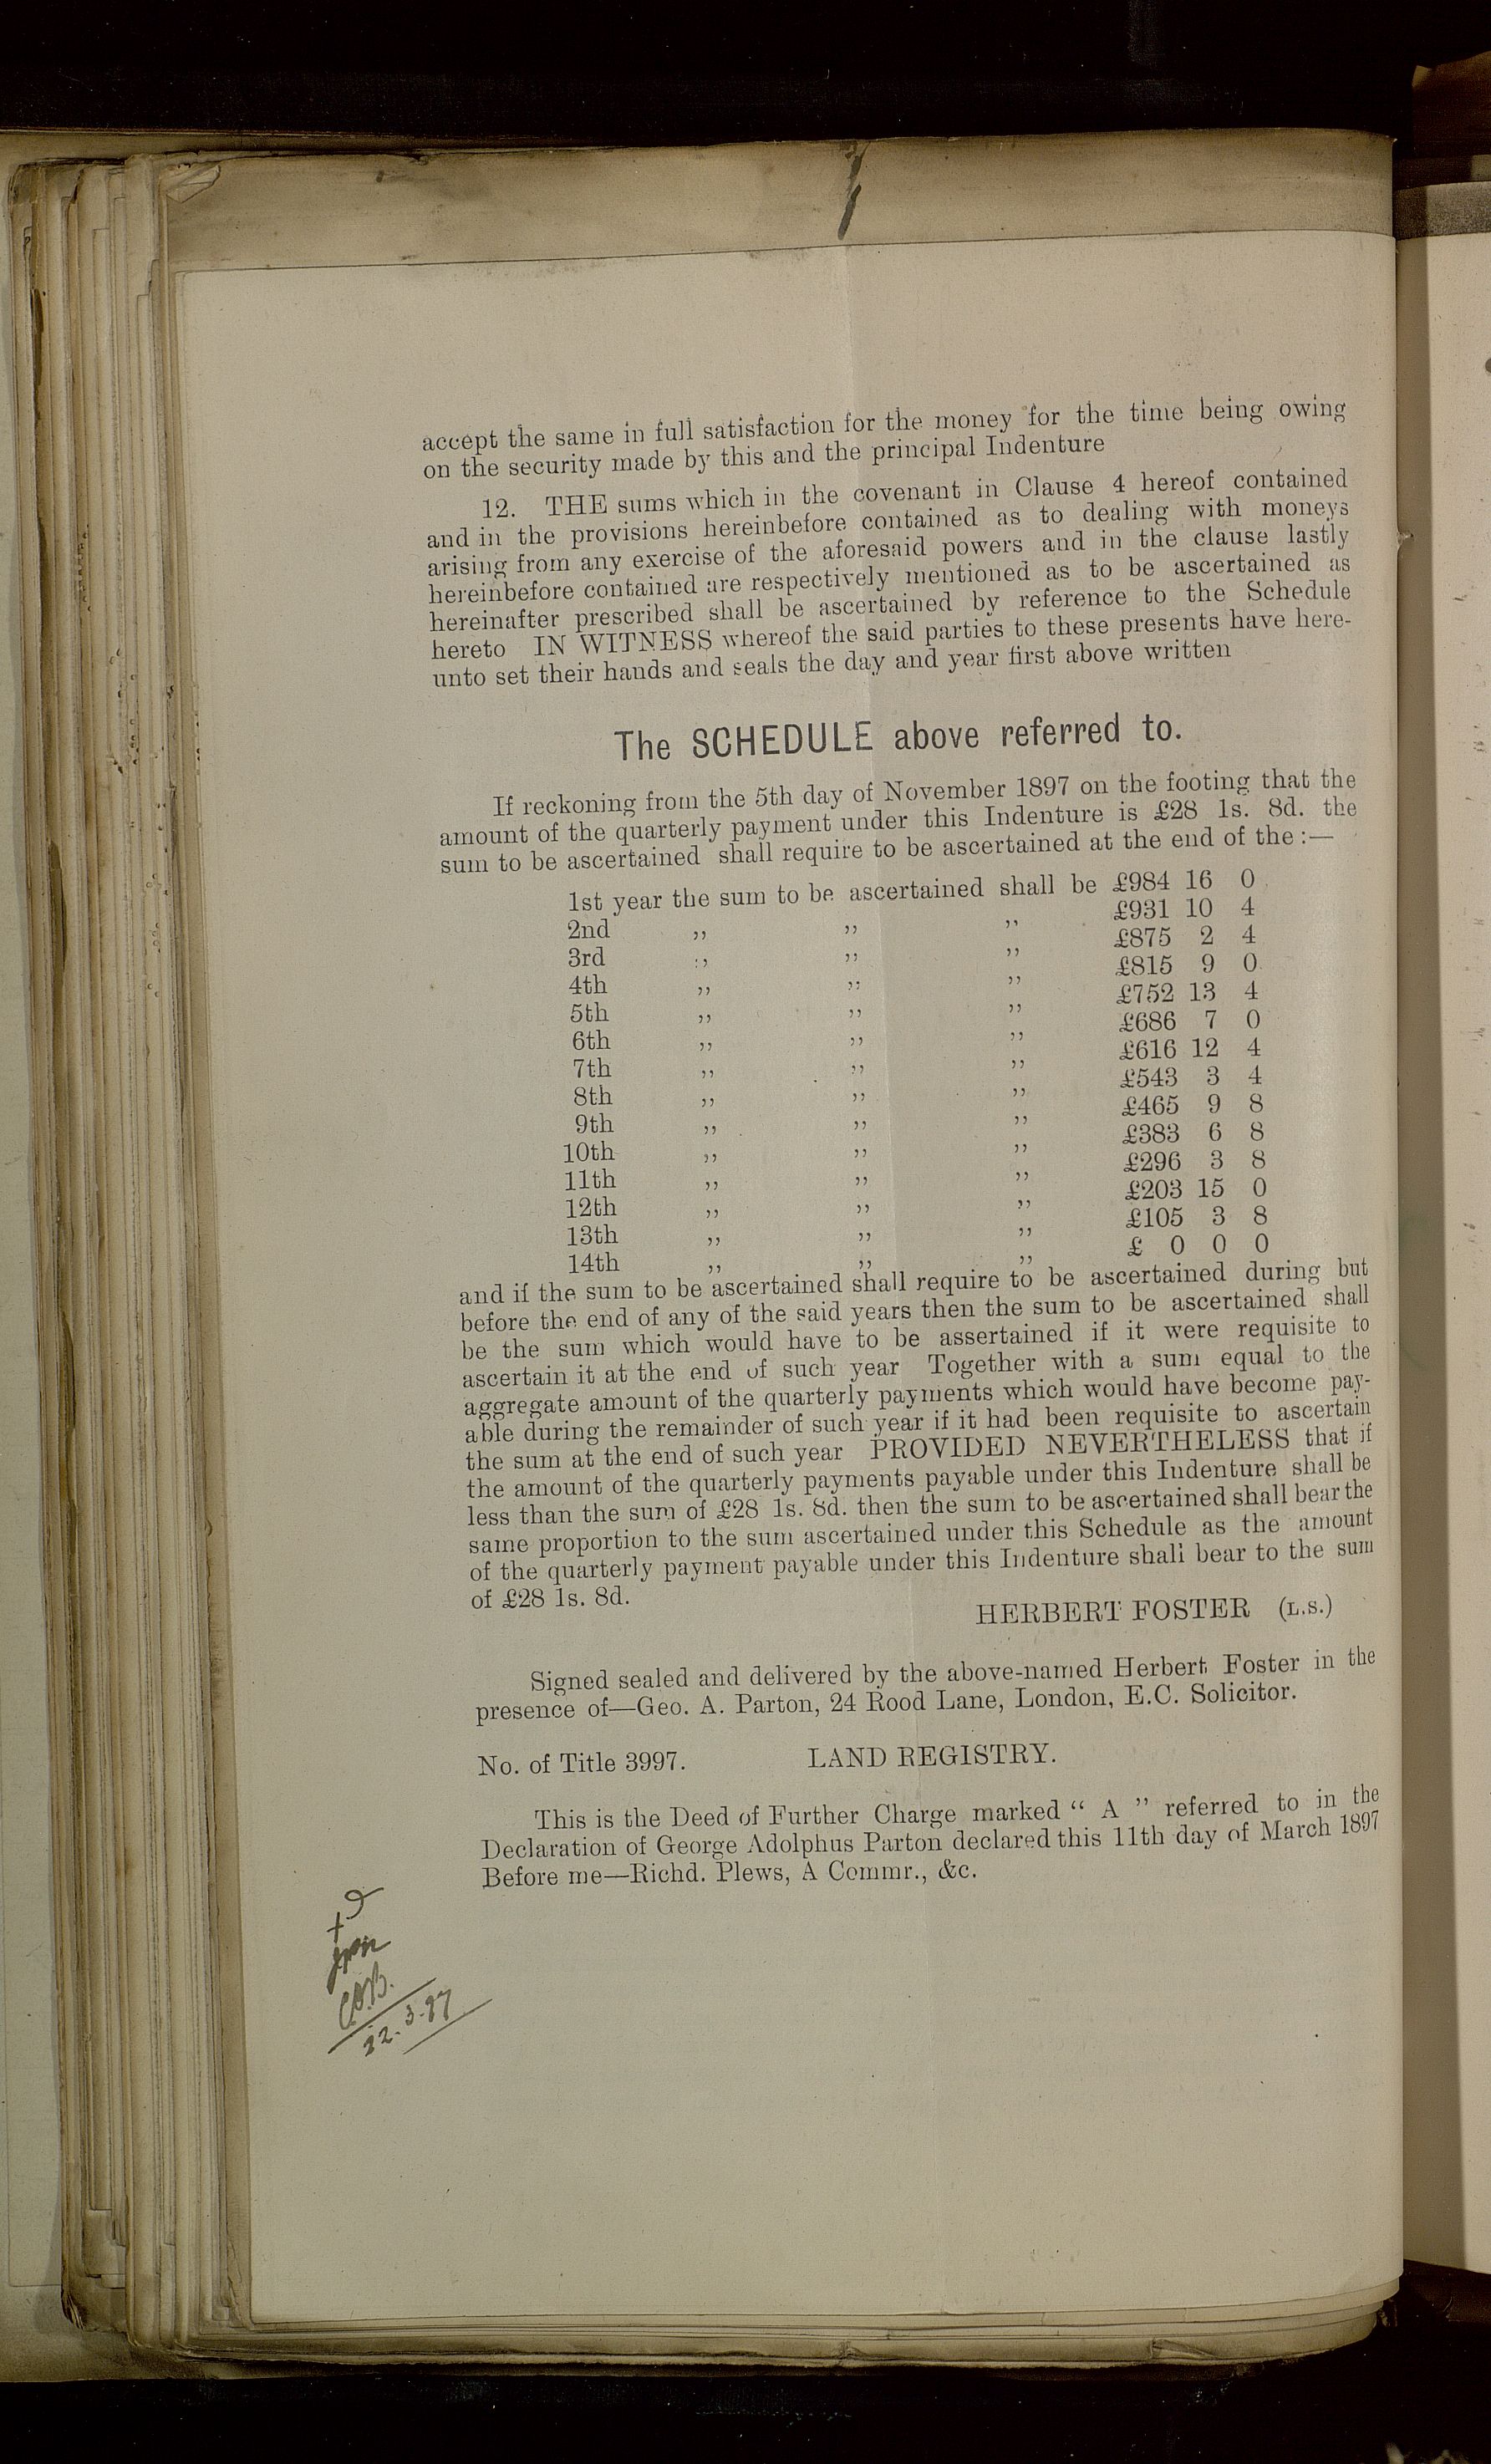 accept the same in full satisfaction for the money for the time being owing
on the security made by this and the principal Indenture
12. THE sums which in the covenant in Clause 4 hereof contained
and in the provisions hereinbefore contained as to dealing with moneys
arising from any exercise of the aforesaid powers and in the clause lastly
hereinbefore contained are respectively mentioned as to be ascertained as
hereinafter prescribed shall be ascertained by reference to the Schedule
hereto IN WITNESS whereof the said parties to these presents have here-
unto set their hands and seals the day and year first above written
The SCHEDULE above referred to.
If reckoning from the 5th day of November 1897 on the footing that the
amount of the quarterly payment under this Indenture is £28 1s. 8d. the
sum to be ascertained shall require to be ascertained at the end of the :—
1st year the sum to be ascertained shall be £984 16 0
2nd ,, ,, ,, £931 10 4
3rd ,, ,, ,, £875 2 4
4th ,, ,, ,, £815 9 0
5th ,, ,, ,, £752 13 4
6th ,, ,, ,, £686 7 0
7th ,, ,, ,, £616 12 4
8th ,, ,, ,, £543 3 4
9th ,, ,, ,, £465 9 8
10th ,, ,, ,, £383 6 8
11th ,, ,, ,, £296 3 8
12th ,, ,, ,, £203 15 0
13th ,, ,, ,, £105 3 8
14th ,, ,, ,, £ 0 0 0
and if the sum to be ascertained shall require to be ascertained during but
before the end of any of the said years then the sum to be ascertained shall
be the sum which would have to be assertained if it were requisite to
ascertain it at the end of such year Together with a sum equal to the
aggregate amount of the quarterly payments which would have become pay-
able during the remainder of such year if it had been requisite to ascertain
the sum at the end of such year PROVIDED NEVERTHELESS that if
the amount of the quarterly payments payable under this Indenture shall be
less than the sum of £28 1s. 8d. then the sum to be ascertained shall bear the
same proportion to the sum ascertained under this Schedule as the amount
of the quarterly payment payable under this Indenture shall bear to the sum
of £28 1s. 8d.
HERBERT FOSTER (L.S.)
Signed sealed and delivered by the above-named Herbert Foster in the
presence of—Geo. A. Parton, 24 Rood Lane, London, E.C. Solicitor.
No. of Title 3997. LAND REGISTRY.
This is the Deed of Further Charge marked “ A ” referred to in the
Declaration of George Adolphus Parton declared this 11th day of March 1897
Before me—Richd. Plews, A Commr., &c.
22.3.97